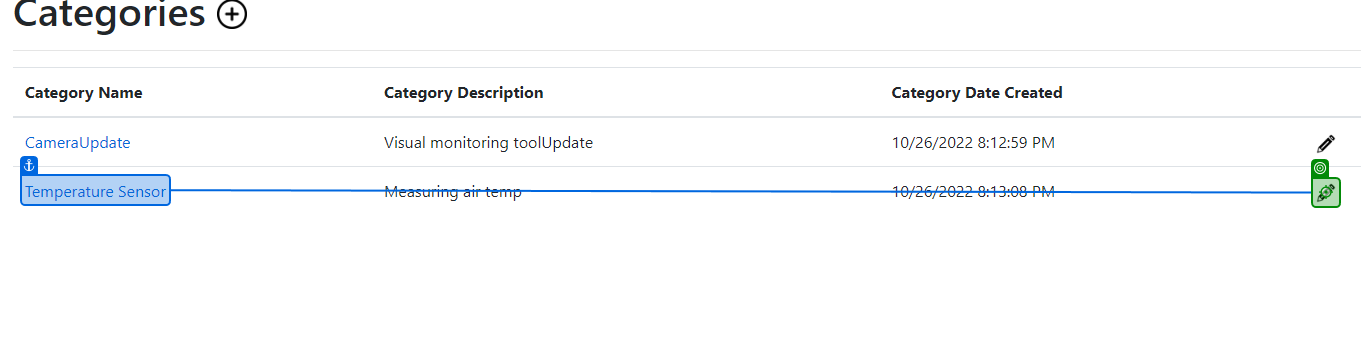 Categories
Category Name Category Description Category Date Created
CameraUpdate Visual monitoring toolUpdate 10/26/2022 8:12:59 PM
Temperature Sensor Measuring air temp 10/26/2022 8:13:08 PM